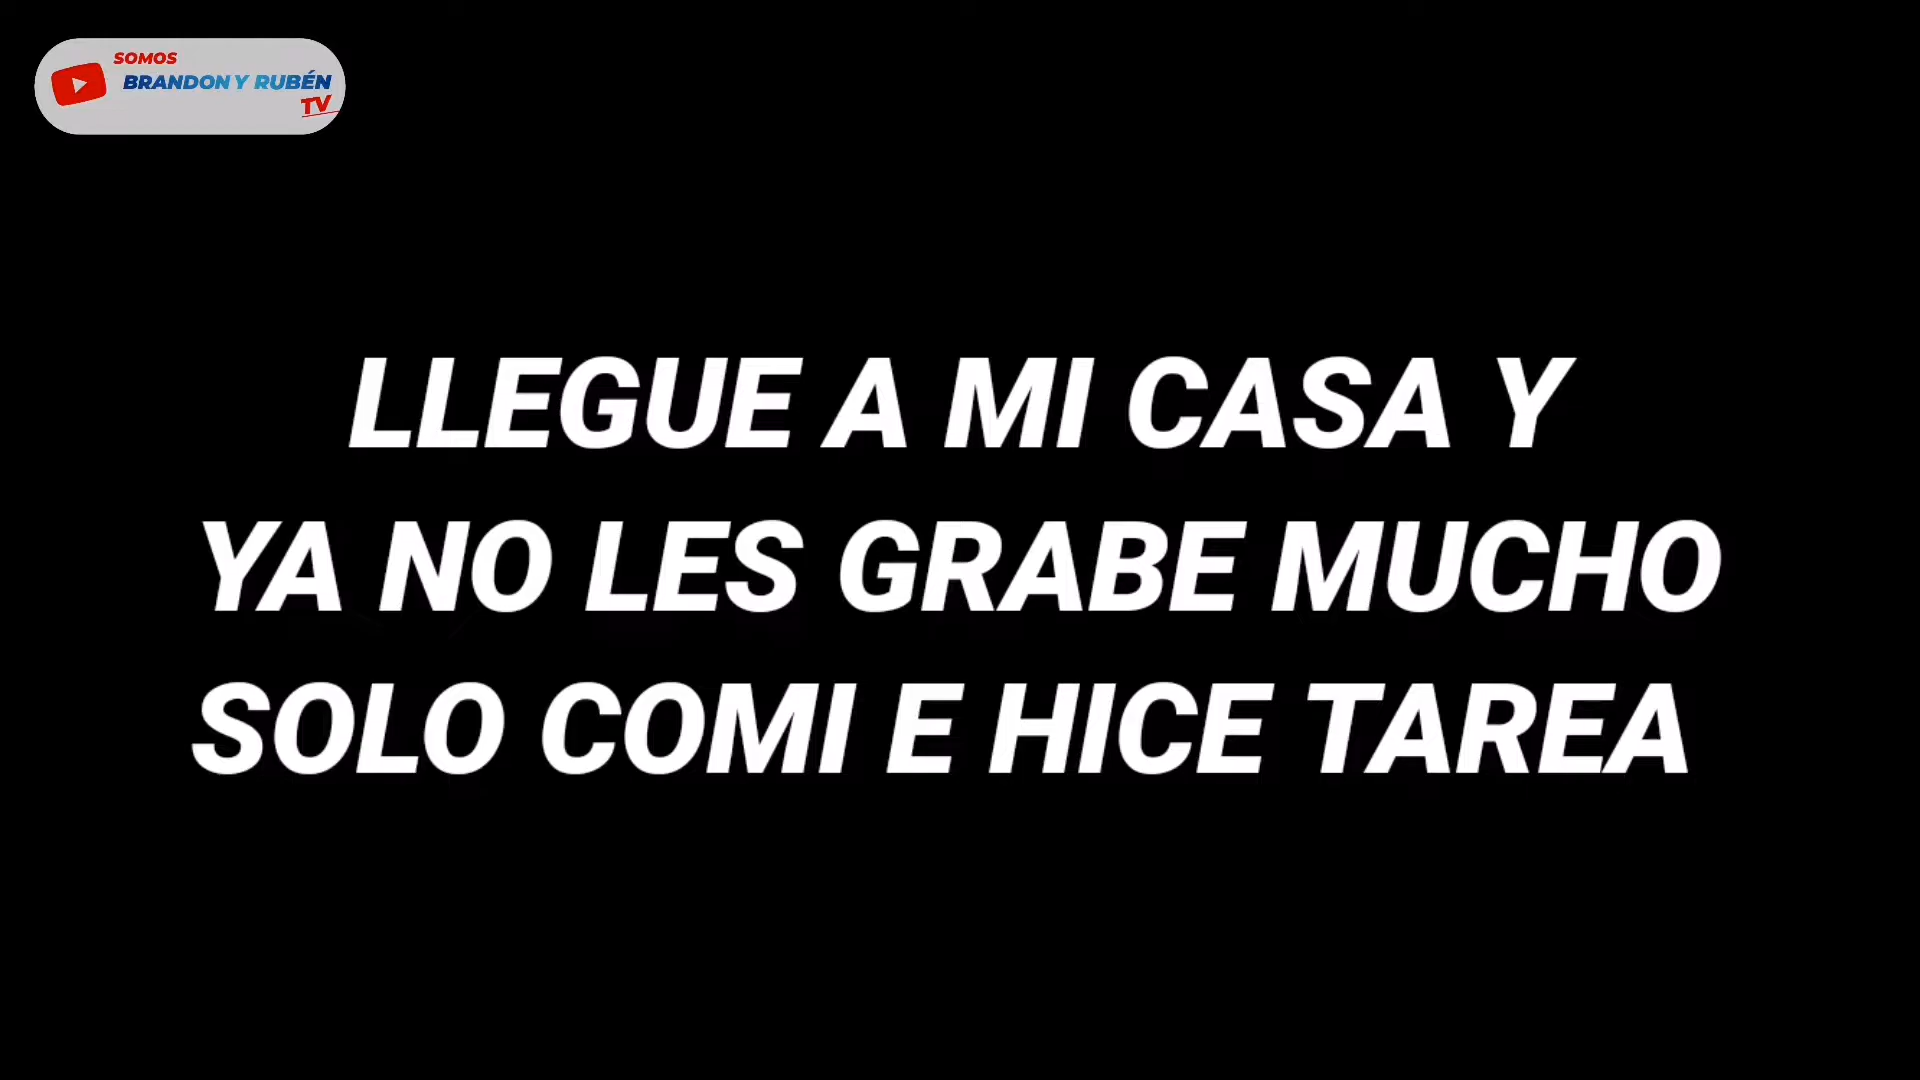 SOMOS
BRANDON Y RUBÉN
TV
LLEGUE A MI CASA Y
YA NO LES GRABE MUCHO
SOLO COMI E HICE TAREA